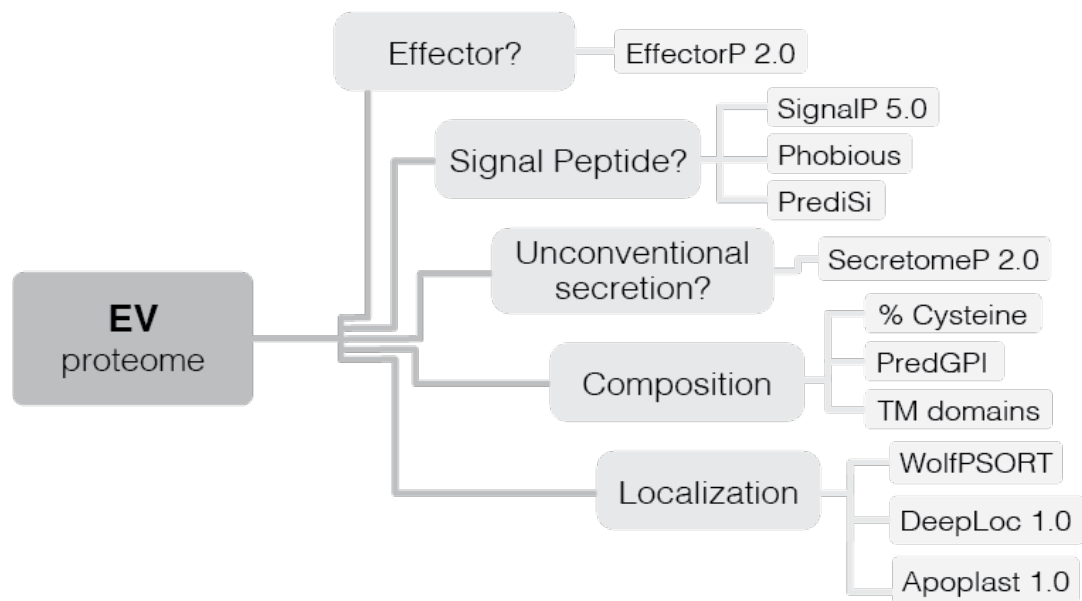 Effector?
EffectorP 2.0
Signal Peptide?
SignalP 5.0
Phobious
PrediSi
Unconventional
secretion?
SecretomeP 2.0
EV
proteome
Composition
% Cysteine
PredGPI
TM domains
Localization
WolfPSORT
DeepLoc 1.0
Apoplast 1.0